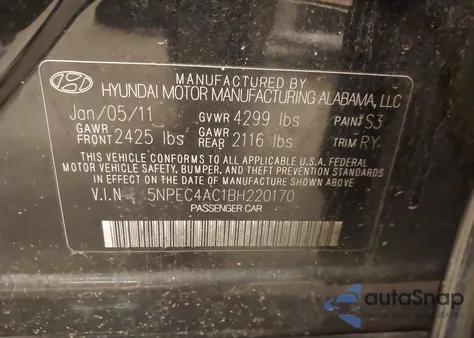 MANUFACTURED BY
HYUNDAI MOTOR MANUFACTURING ALABAMA, LLC
Jan/05/11 GVWR 4299 lbs PAINT S3
GAWR FRONT 2425 lbs GAWR REAR 2116 lbs TRIM RY
THIS VEHICLE CONFORMS TO ALL APPLICABLE U.S.A. FEDERAL
MOTOR VEHICLE SAFETY, BUMPER, AND THEFT PREVENTION STANDARDS
IN EFFECT ON THE DATE OF MANUFACTURE SHOWN ABOVE.
V.I.N 5NPEC4AC1BH220170
PASSENGER CAR
autoSnap